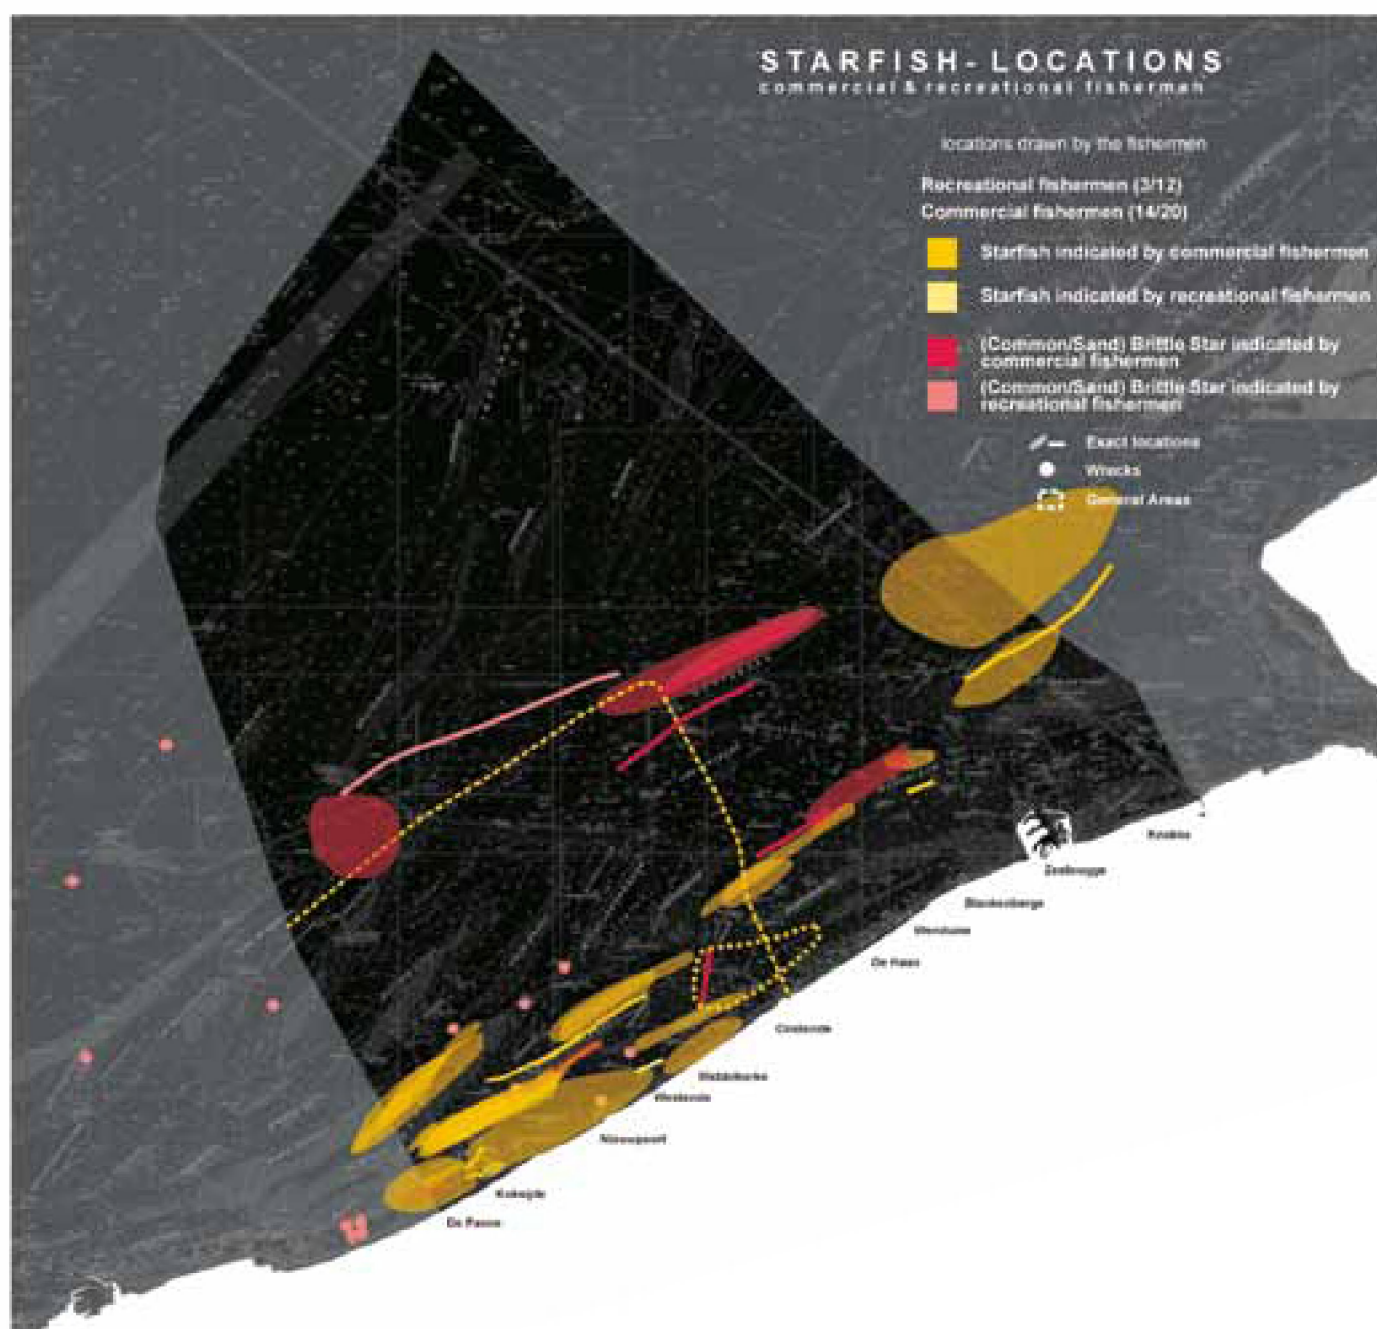 STARFISH - LOCATIONS
commercial & recreational fishermen
locations drawn by the fishermen
Recreational fishermen (3/12)
Commercial fishermen (14/20)
Starfish indicated by commercial fishermen
Starfish indicated by recreational fishermen
(Common/Sand) Brittle Star indicated by
commercial fishermen
(Common/Sand) Brittle Star indicated by
recreational fishermen
Exact locations
Wrecks
General Areas
Knokke
Zeebrugge
Blankenberge
Wenduine
De Haan
Oostende
Middelkerke
Westende
Nieuwpoort
Koksijde
De Panne